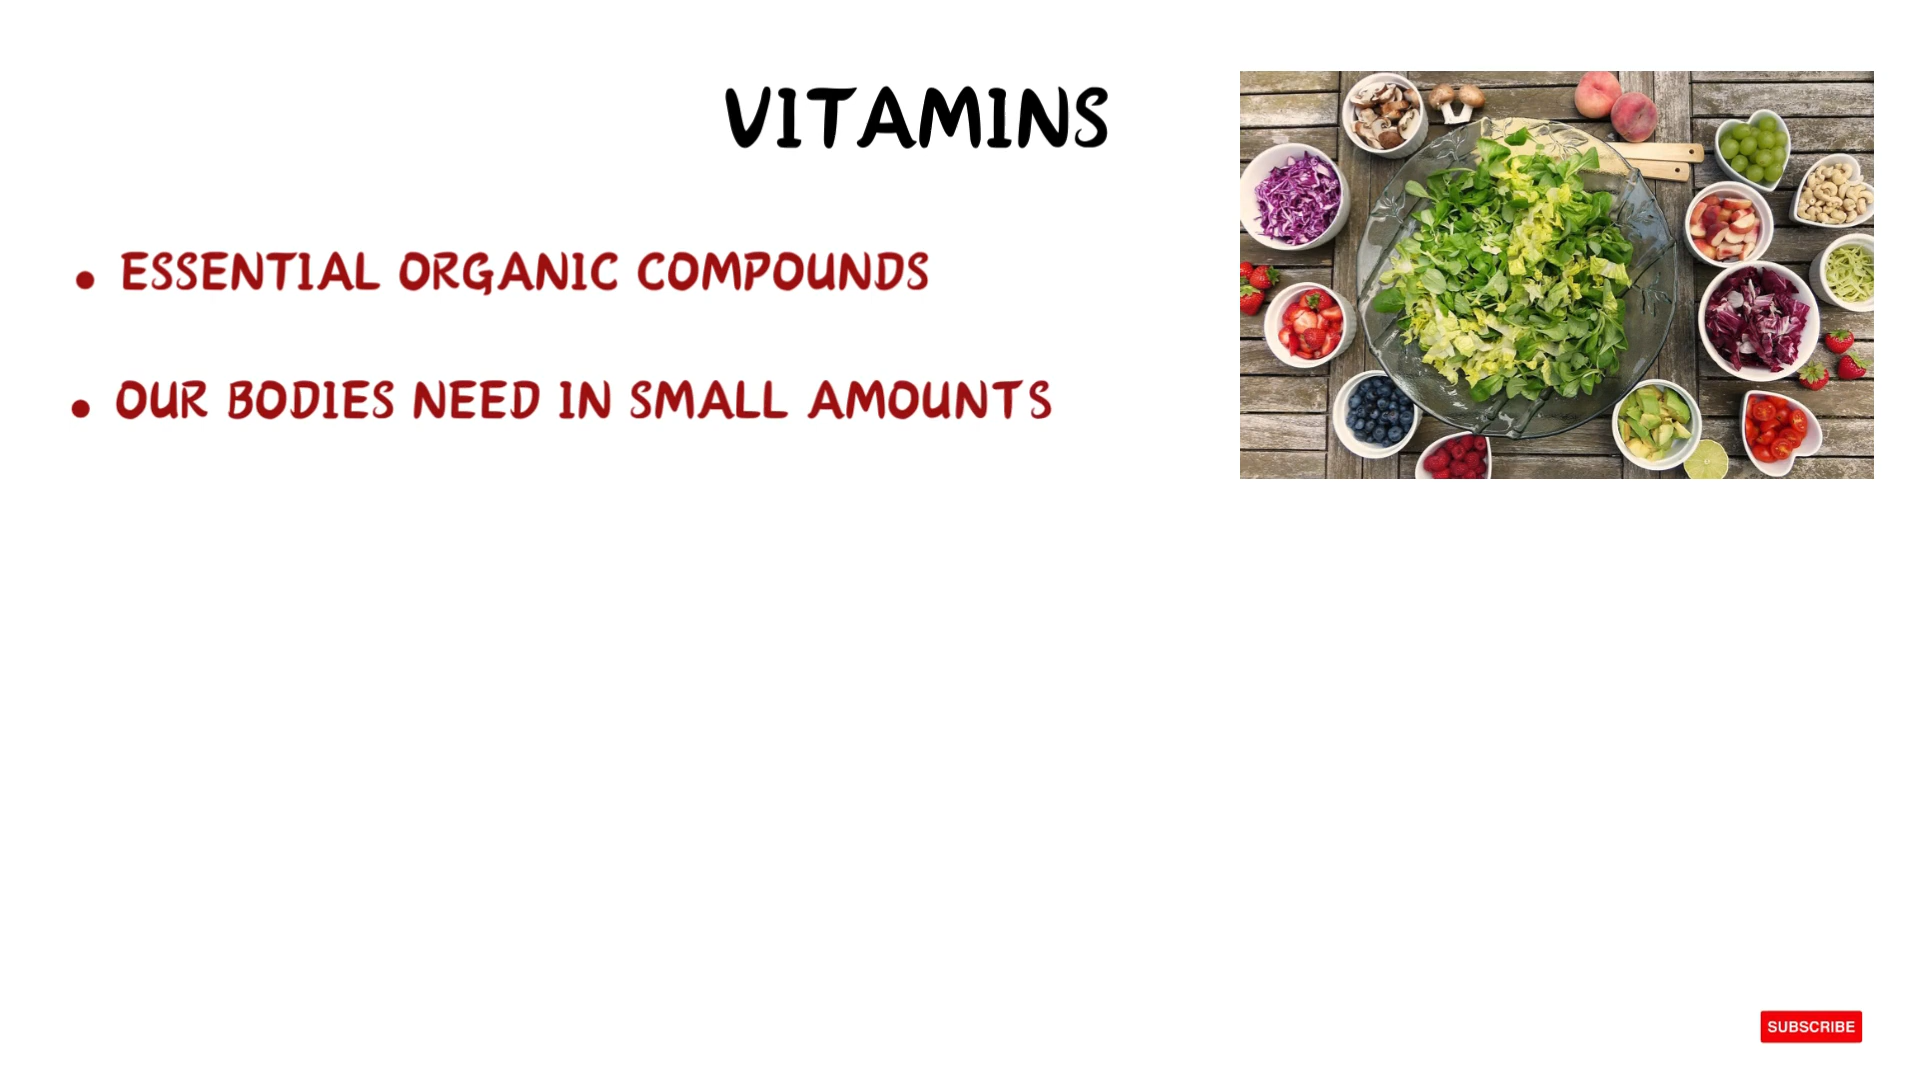 VITAMINS
• ESSENTIAL ORGANIC COMPOUNDS
• OUR BODIES NEED IN SMALL AMOUNTS
SUBSCRIBE